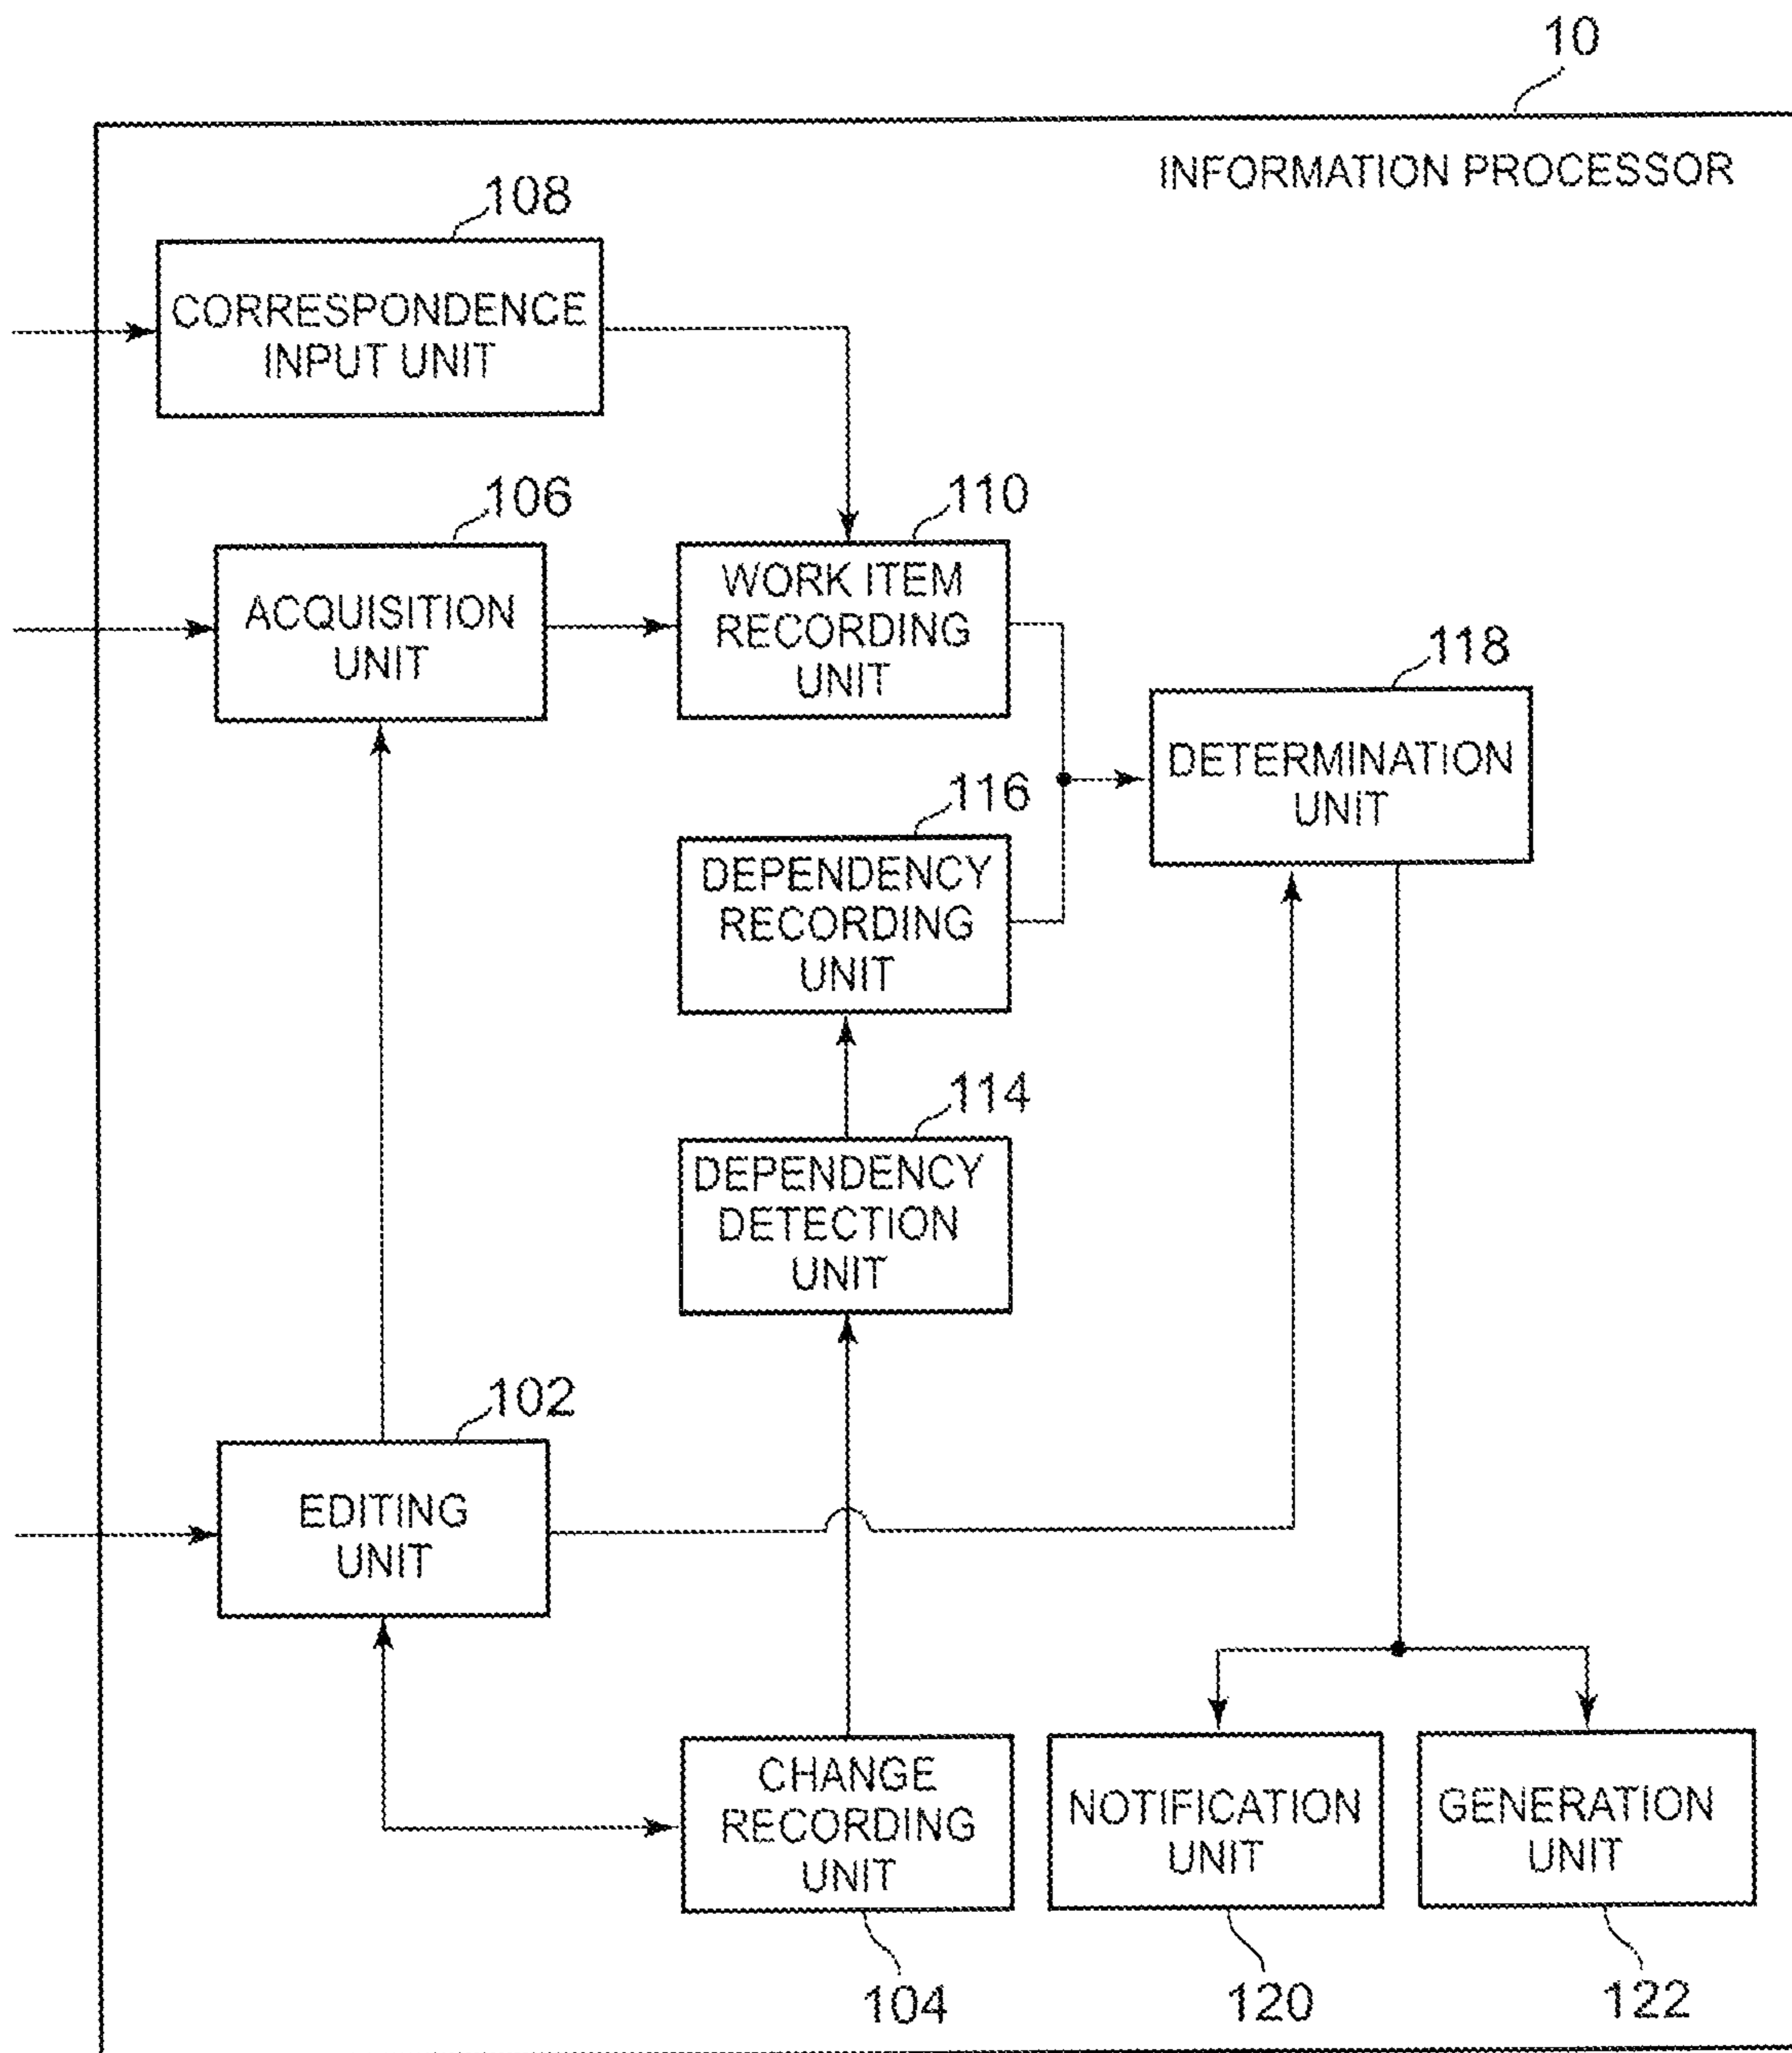 10
INFORMATION PROCESSOR
108
CORRESPONDENCE
INPUT UNIT
106
ACQUISITION
UNIT
110
WORK ITEM
RECORDING
UNIT
118
DETERMINATION
UNIT
116
DEPENDENCY
RECORDING
UNIT
114
DEPENDENCY
DETECTION
UNIT
102
EDITING
UNIT
CHANGE
RECORDING
UNIT
104
NOTIFICATION
UNIT
120
GENERATION
UNIT
122